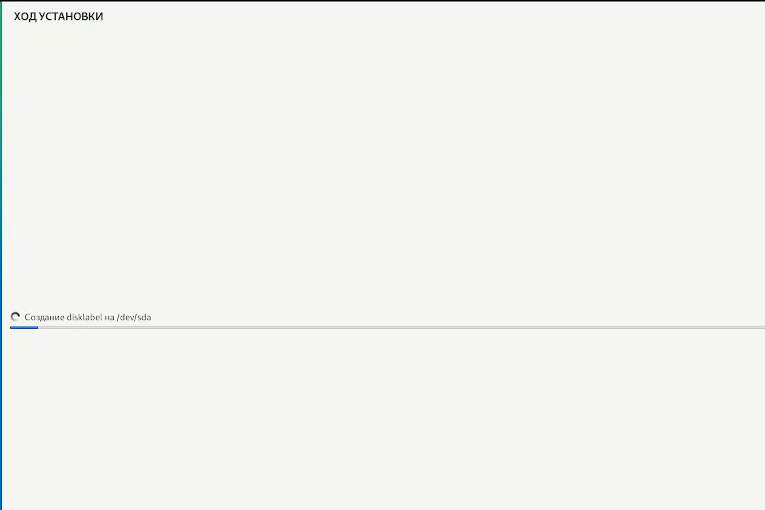 ХОД УСТАНОВКИ
Создание disklabel на /dev/sda